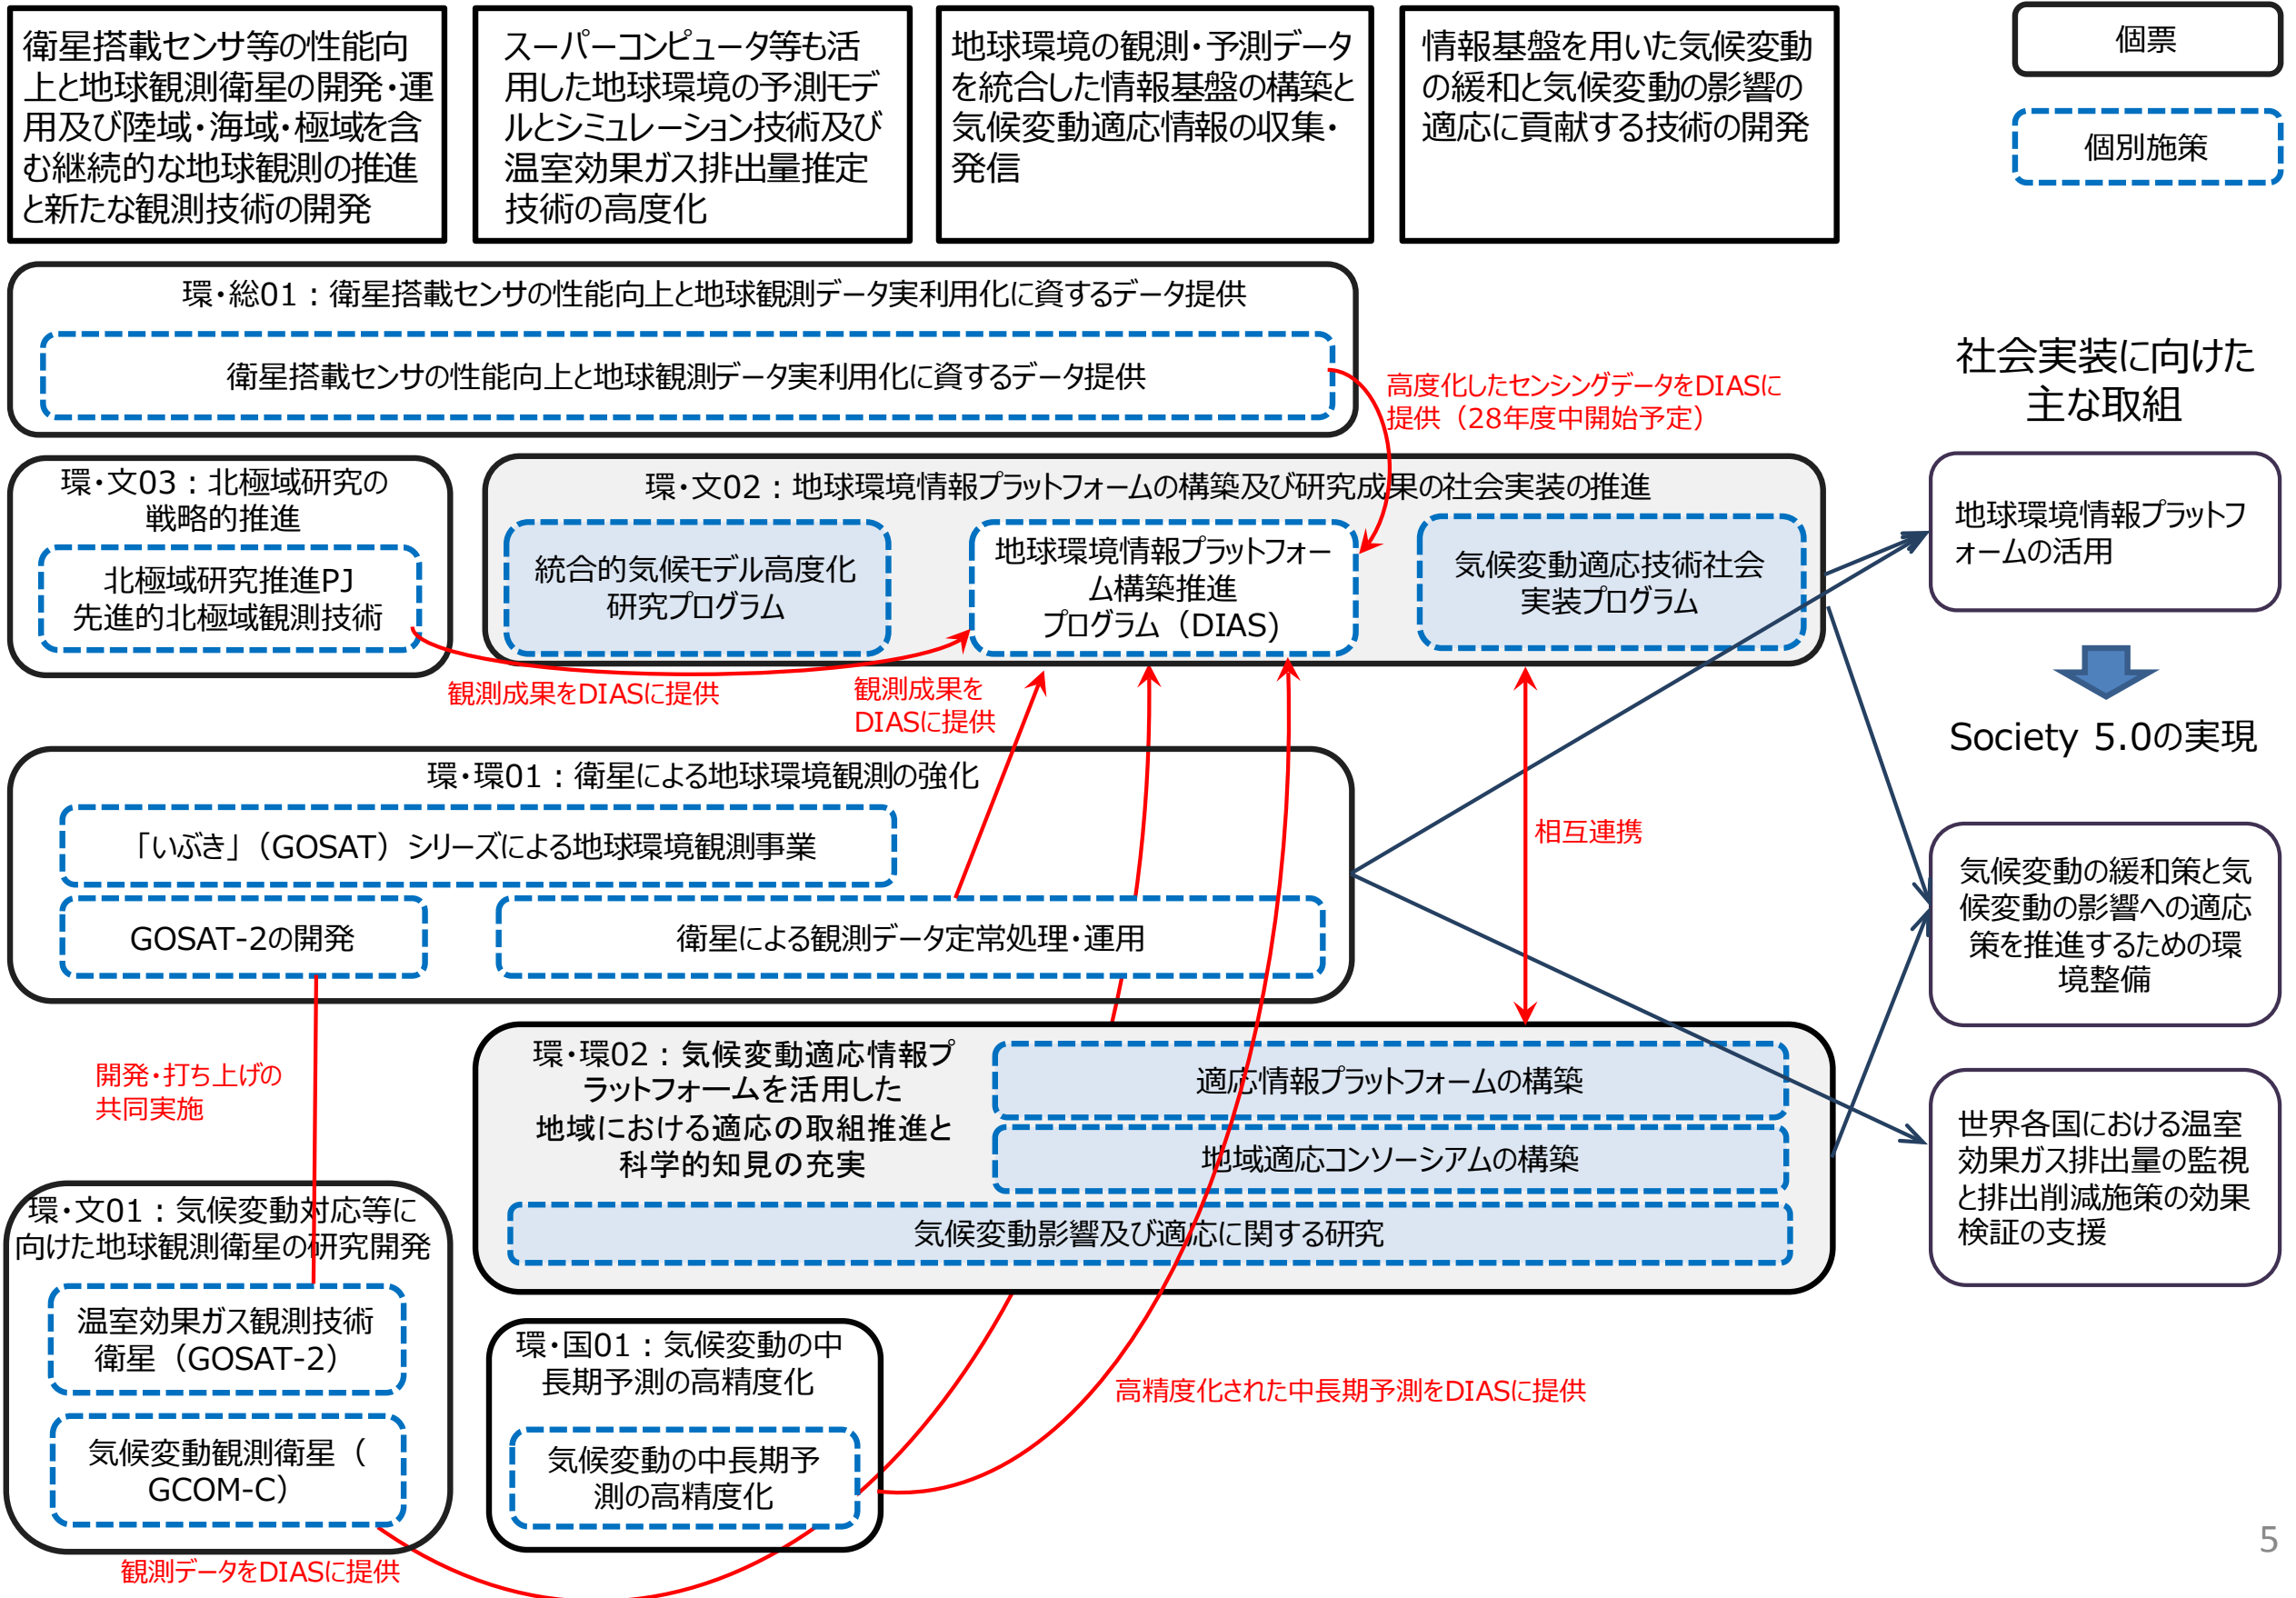 衛星搭載センサ等の性能向
上と地球観測衛星の開発・運
用及び陸域・海域・極域を含
む継続的な地球観測の推進
と新たな観測技術の開発
スーパーコンピュータ等も活
用した地球環境の予測モデ
ルとシミュレーション技術及び
温室効果ガス排出量推定
技術の高度化
地球環境の観測・予測データ
を統合した情報基盤の構築と
気候変動適応情報の収集・
発信
情報基盤を用いた気候変動
の緩和と気候変動の影響の
適応に貢献する技術の開発
個票
個別施策
環・総01：衛星搭載センサの性能向上と地球観測データ実利用化に資するデータ提供
衛星搭載センサの性能向上と地球観測データ実利用化に資するデータ提供
高度化したセンシングデータをDIASに
提供（28年度中開始予定）
社会実装に向けた
主な取組
環・文03：北極域研究の
戦略的推進
北極域研究推進PJ
先進的北極域観測技術
環・文02：地球環境情報プラットフォームの構築及び研究成果の社会実装の推進
統合的気候モデル高度化
研究プログラム
地球環境情報プラットフォー
ム構築推進
プログラム（DIAS)
気候変動適応技術社会
実装プログラム
地球環境情報プラットフ
ォームの活用
観測成果をDIASに提供
観測成果を
DIASに提供
Society 5.0の実現
環・環01：衛星による地球環境観測の強化
「いぶき」（GOSAT）シリーズによる地球環境観測事業
GOSAT-2の開発
衛星による観測データ定常処理・運用
相互連携
気候変動の緩和策と気
候変動の影響への適応
策を推進するための環
境整備
開発・打ち上げの
共同実施
環・環02：気候変動適応情報プ
ラットフォームを活用した
地域における適応の取組推進と
科学的知見の充実
適応情報プラットフォームの構築
地域適応コンソーシアムの構築
気候変動影響及び適応に関する研究
世界各国における温室
効果ガス排出量の監視
と排出削減施策の効果
検証の支援
環・文01：気候変動対応等に
向けた地球観測衛星の研究開発
温室効果ガス観測技術
衛星（GOSAT-2）
気候変動観測衛星（
GCOM-C）
観測データをDIASに提供
環・国01：気候変動の中
長期予測の高精度化
気候変動の中長期予
測の高精度化
高精度化された中長期予測をDIASに提供
5